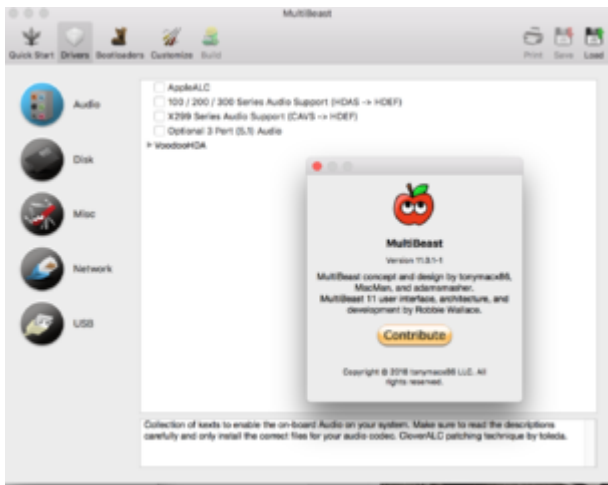 MultiBeast
Quick Start Drivers Bootloaders Customize Build Print Save Load
Audio
Disk
Misc
Network
USB
AppleALC
100 / 200 / 300 Series Audio Support (HDAS -> HDEF)
X299 Series Audio Support (CAVS -> HDEF)
Optional 3 Port (5.1) Audio
VoodooHDA
MultiBeast
Version 11.0.1-1
MultiBeast concept and design by tonymacx86,
MacMan, and adamsmasher.
MultiBeast 11 user interface, architecture, and
development by Robbie Wallace.
Contribute
Copyright © 2018 tonymacx86 LLC. All
rights reserved.
Collection of kexts to enable the on-board Audio on your system. Make sure to read the descriptions
carefully and only install the correct files for your audio codec. CloverALC patching technique by toleda.